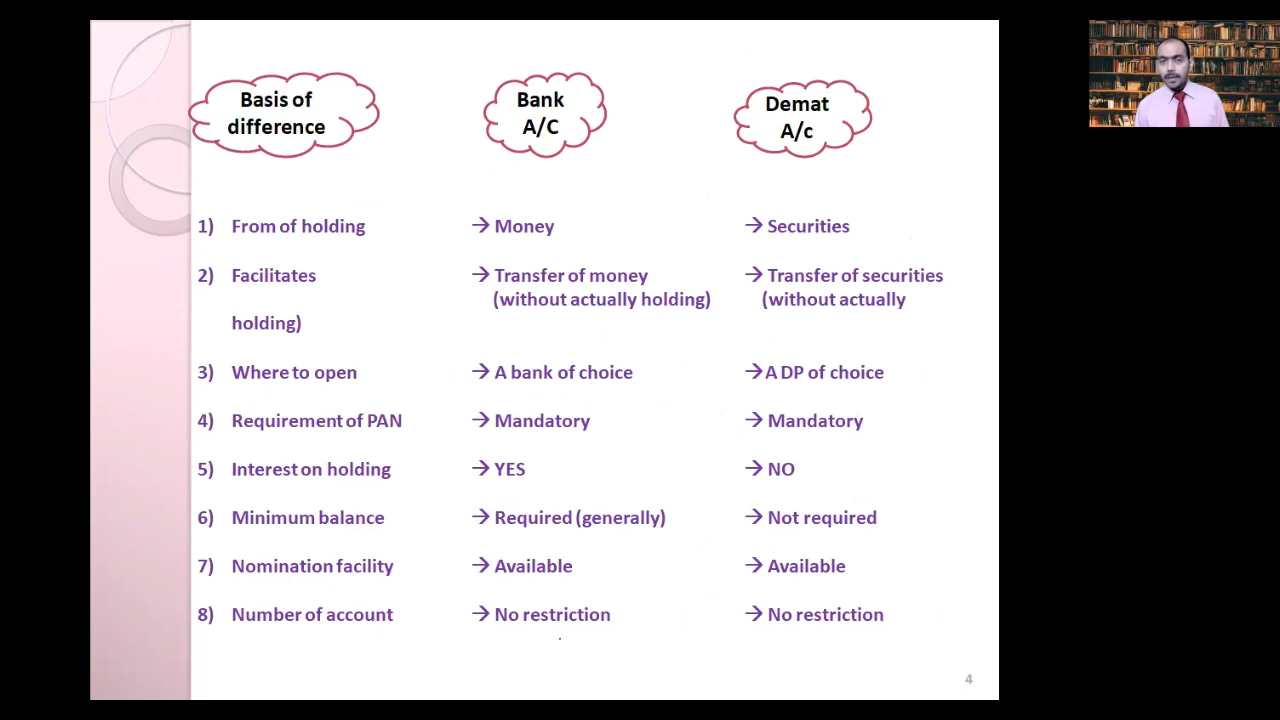 Basis of
difference
Bank
A/C
Demat
A/c
1) From of holding → Money → Securities
2) Facilitates → Transfer of money → Transfer of securities
(without actually holding) (without actually
holding)
3) Where to open → A bank of choice → A DP of choice
4) Requirement of PAN → Mandatory → Mandatory
5) Interest on holding → YES → NO
6) Minimum balance → Required (generally) → Not required
7) Nomination facility → Available → Available
8) Number of account → No restriction → No restriction
4